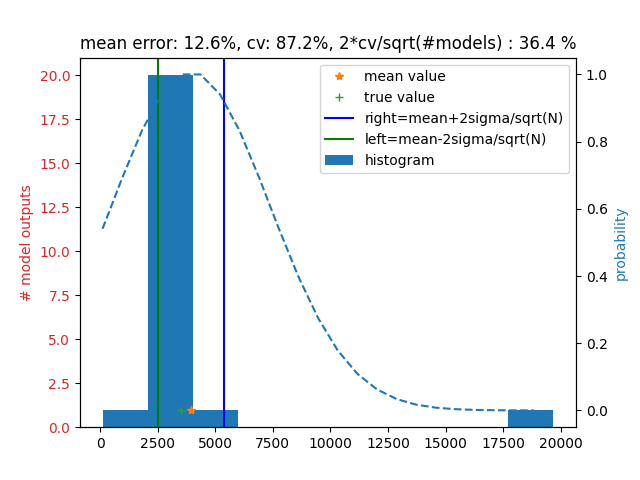 mean error: 12.6%, cv: 87.2%, 2*cv/sqrt(#models) : 36.4 %
20.0
17.5
15.0
12.5
10.0
7.5
5.0
2.5
0.0
# model outputs
mean value
true value
right=mean+2sigma/sqrt(N)
left=mean-2sigma/sqrt(N)
histogram
1.0
0.8
0.6
0.4
0.2
0.0
probability
0 2500 5000 7500 10000 12500 15000 17500 20000